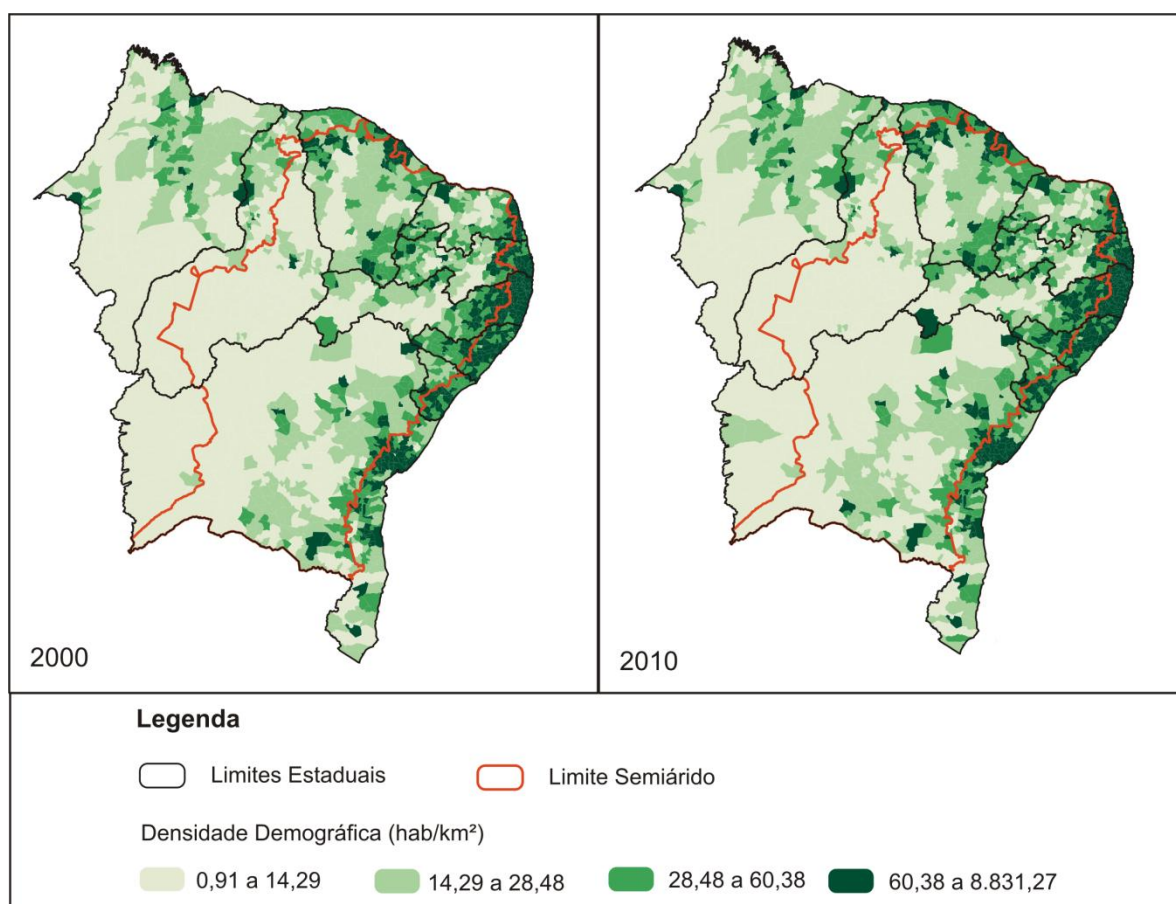 2000
2010
Legenda
Limites Estaduais
Limite Semiárido
Densidade Demográfica (hab/km²)
0,91 a 14,29
14,29 a 28,48
28,48 a 60,38
60,38 a 8.831,27